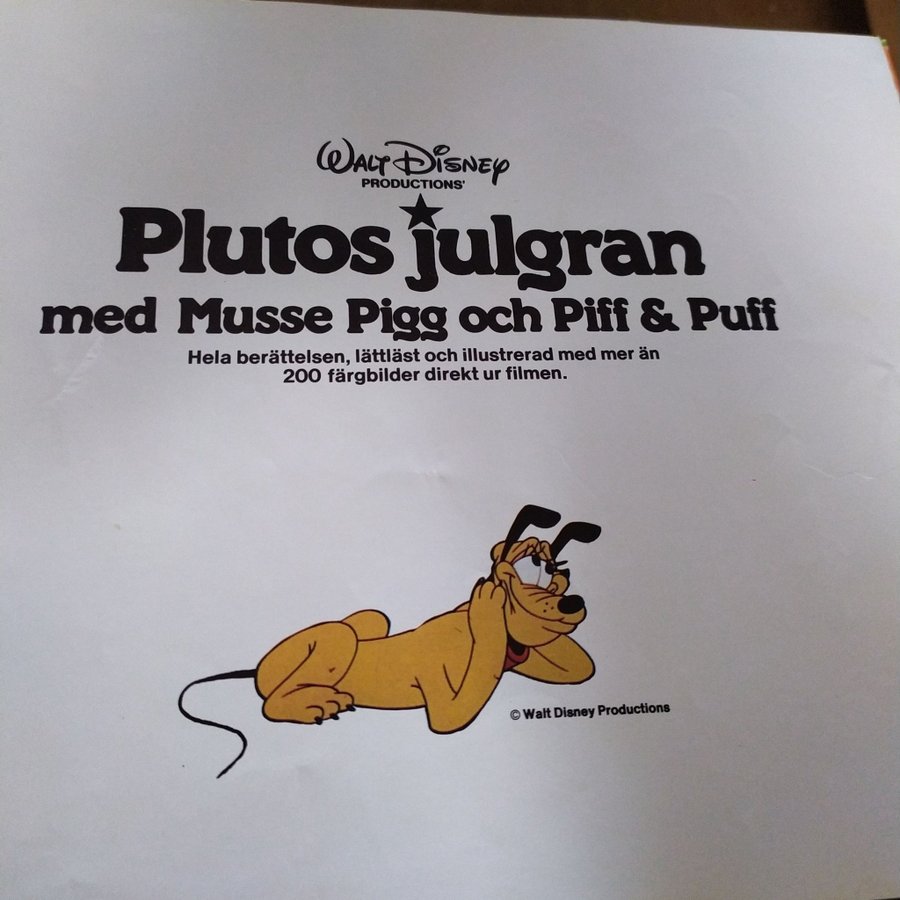 WALT DISNEY
PRODUCTIONS'
Plutos julgran
med Musse Pigg och Piff & Puff
Hela berättelsen, lättläst och illustrerad med mer än
200 färgbilder direkt ur filmen.
© Walt Disney Productions